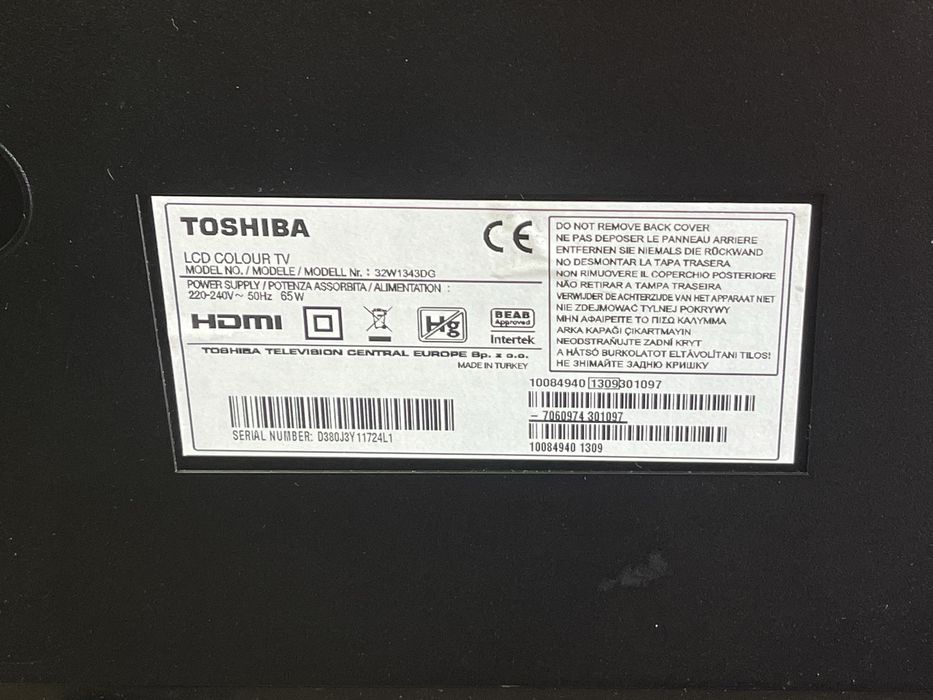 TOSHIBA
CE
LCD COLOUR TV
MODEL NO. / MODELE / MODELL Nr. : 32W1343DG
POWER SUPPLY / POTENZA ASSORBITA / ALIMENTATION :
220-240V~ 50Hz 65W
HDMI
Hg
BEAB
Approved
Intertek
TOSHIBA TELEVISION CENTRAL EUROPE Sp. z o.o.
MADE IN TURKEY
SERIAL NUMBER: D380J3Y11724L1
DO NOT REMOVE BACK COVER
NE PAS DEPOSER LE PANNEAU ARRIERE
ENTFERNEN SIE NIEMALS DIE RÜCKWAND
NO DESMONTAR LA TAPA TRASERA
NON RIMUOVERE IL COPERCHIO POSTERIORE
NÃO RETIRAR A TAMPA TRASEIRA
VERWIJDER DE ACHTERZIJDE VAN HET APPARAAT NIET
NIE ZDEJMOWAĆ TYLNEJ POKRYWY
ΜΗΝ ΑΦΑΙΡΕΙΤΕ ΤΟ ΠΙΣΩ ΚΑΛΥΜΜΑ
ARKA KAPAĞI ÇIKARTMAYIN
NEODSTRAŇUJTE ZADNÍ KRYT
A HÁTSÓ BURKOLATOT ELTÁVOLÍTANI TILOS!
НЕ ЗНІМАЙТЕ ЗАДНЮ КРИШКУ
10084940 1309301097
- 7060974 301097
10084940 1309